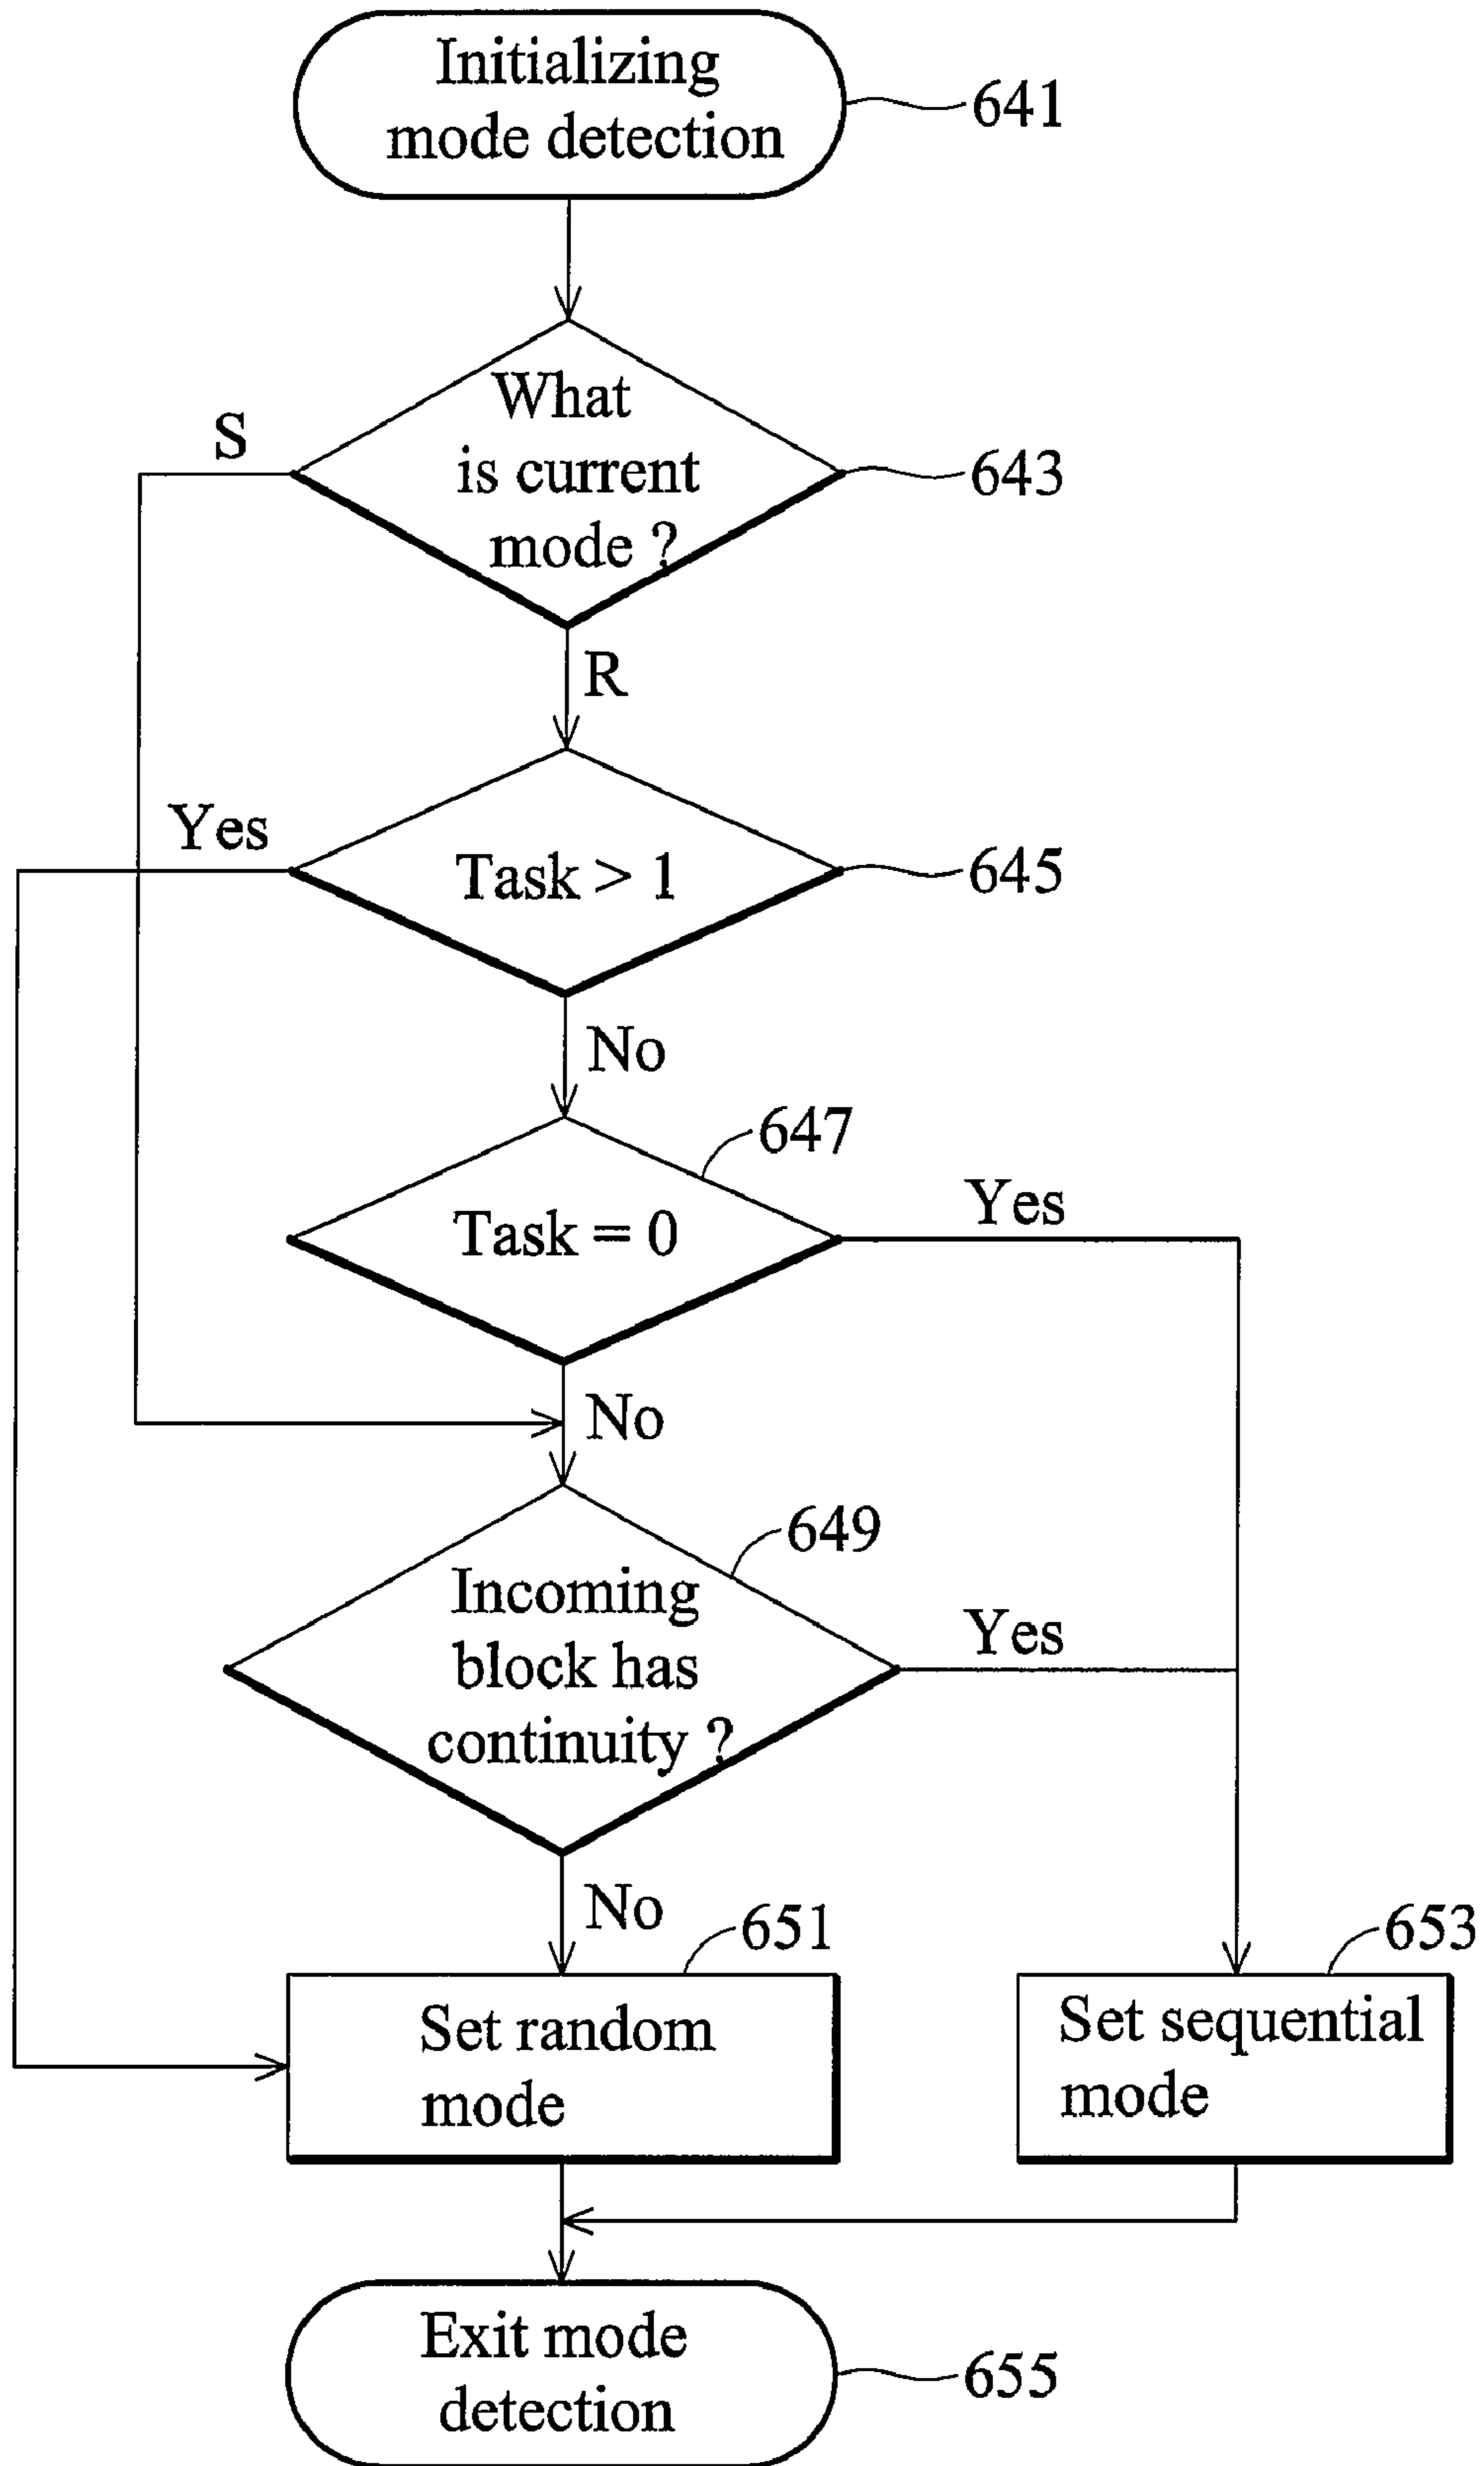 Initializing
mode detection
641
What
is current
mode ?
643
S
R
Task > 1
645
Yes
No
647
Task = 0
Yes
No
649
Incoming
block has
continuity ?
Yes
No
651
653
Set random
mode
Set sequential
mode
Exit mode
detection
655